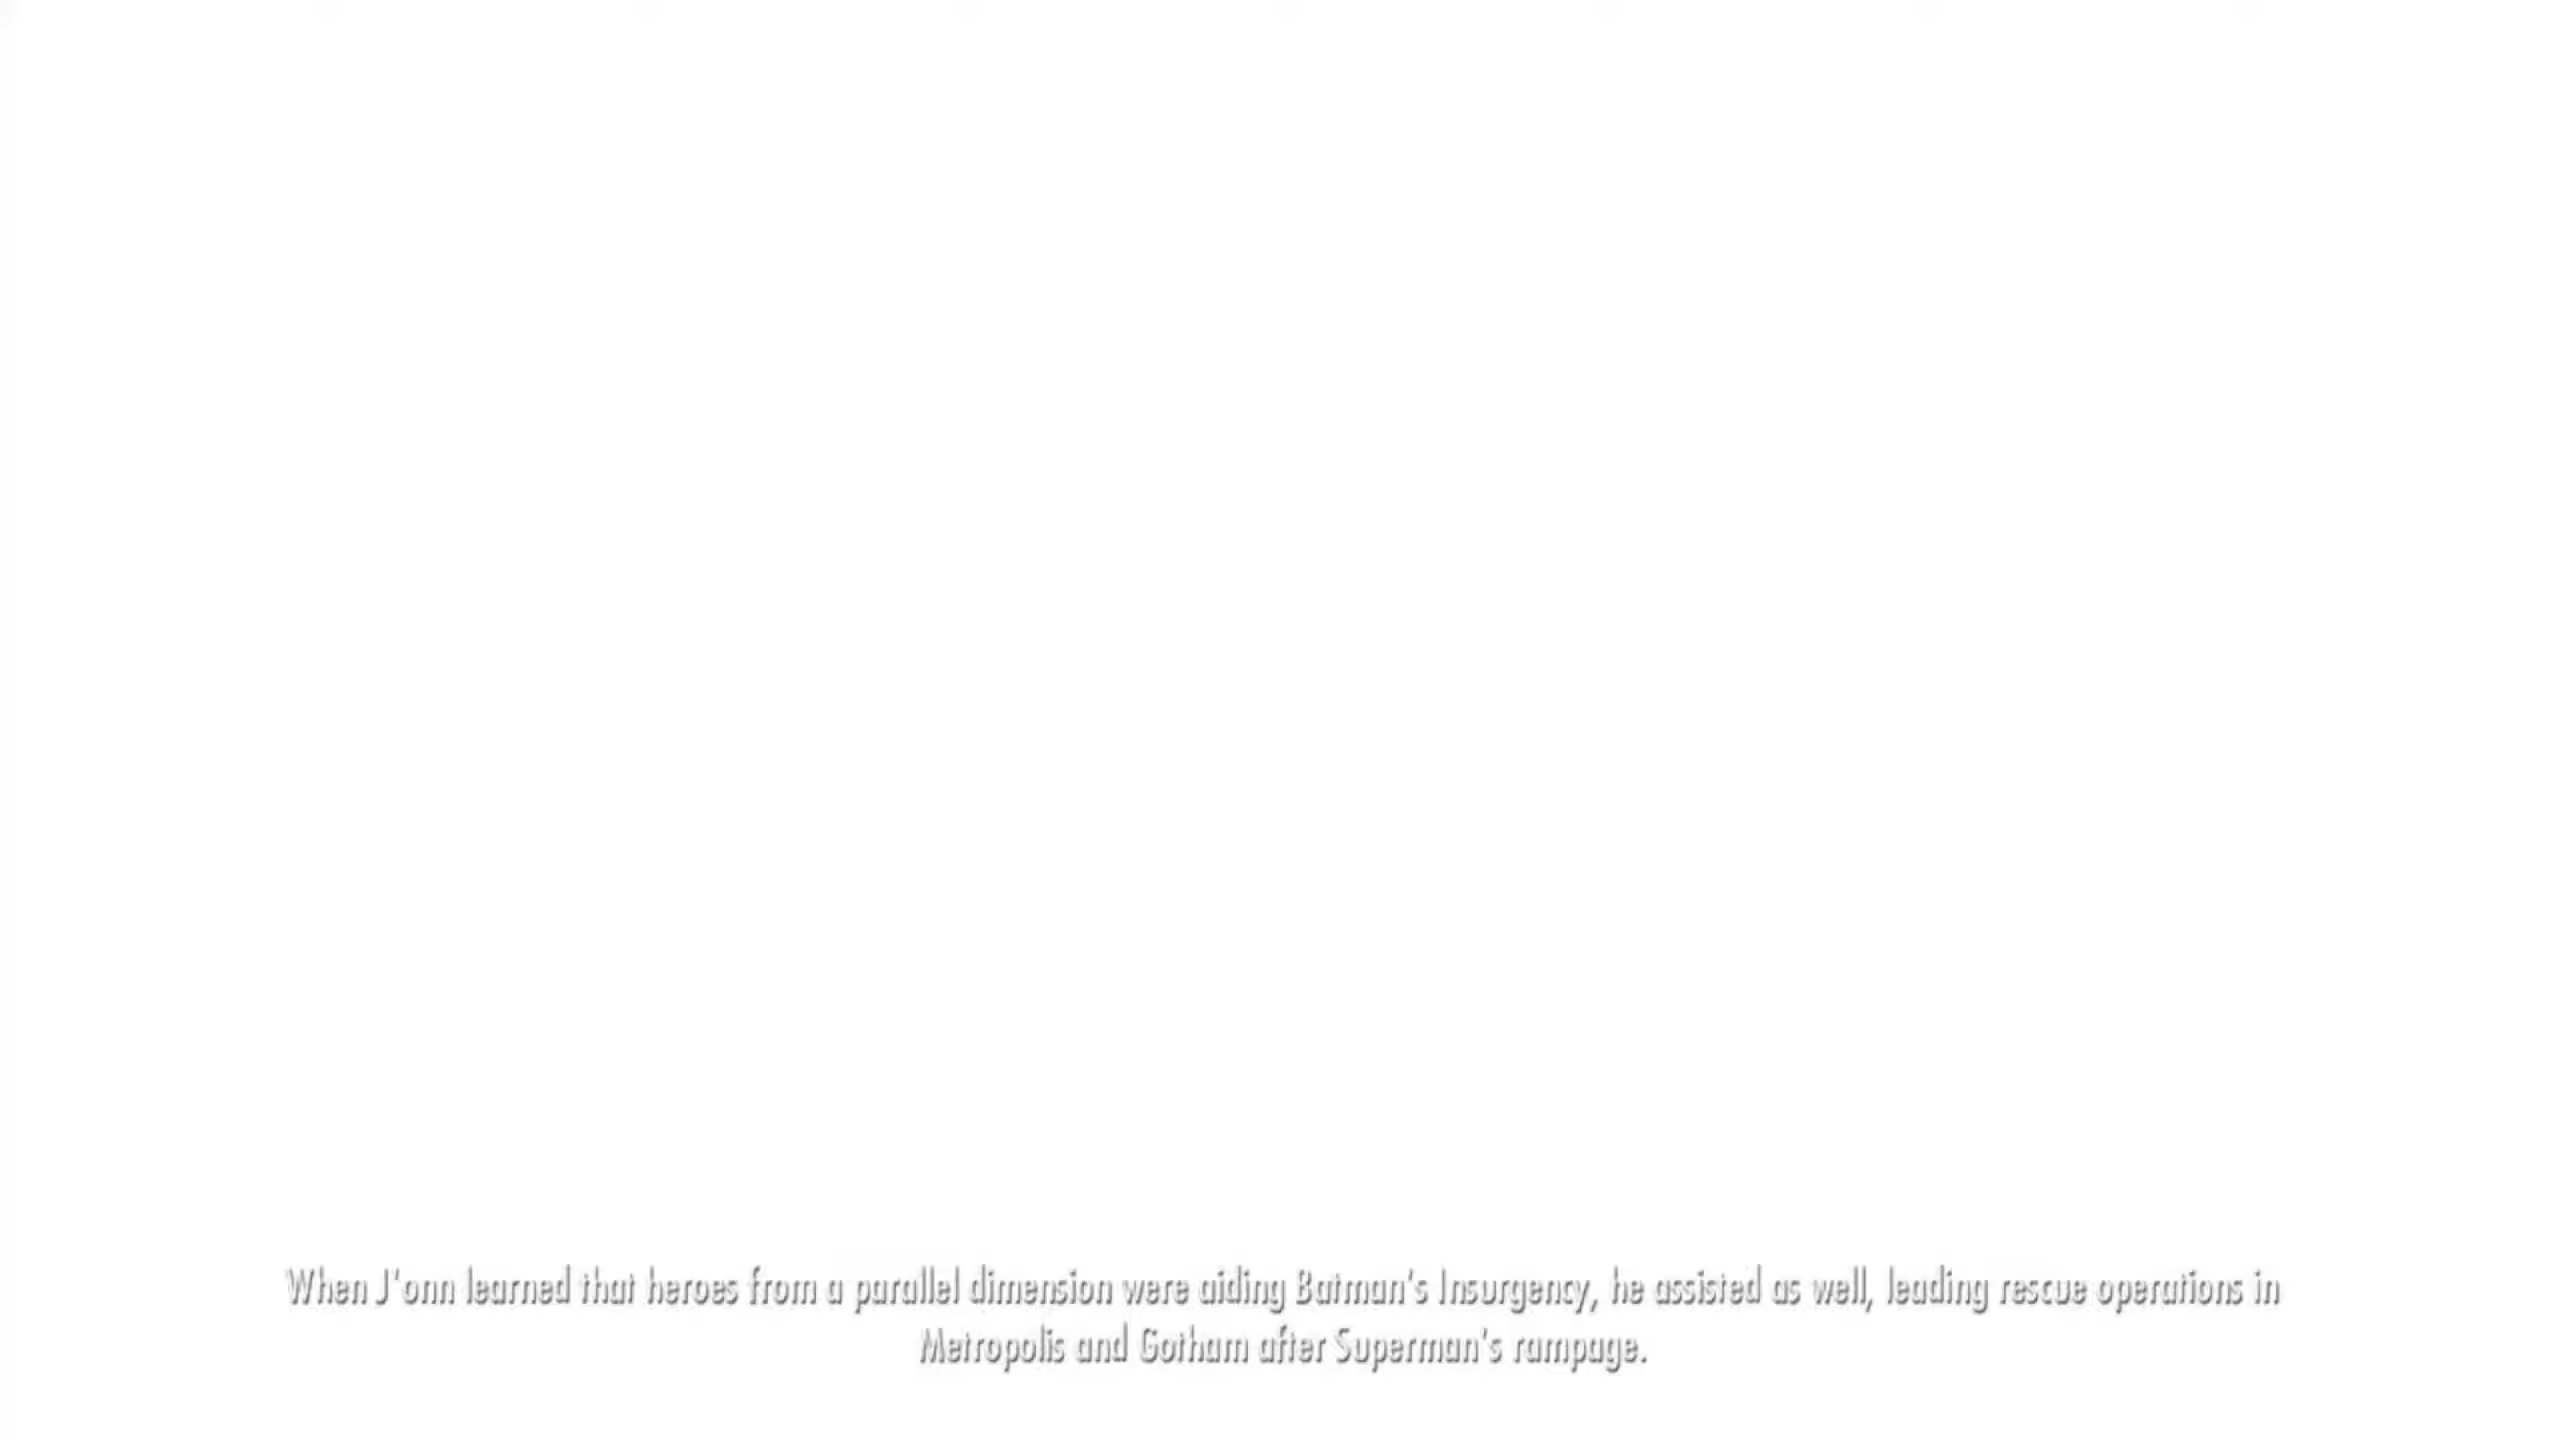 When J'onn learned that heroes from a parallel dimension were aiding Batman's Insurgency, he assisted as well, leading rescue operations in
Metropolis and Gotham after Superman's rampage.